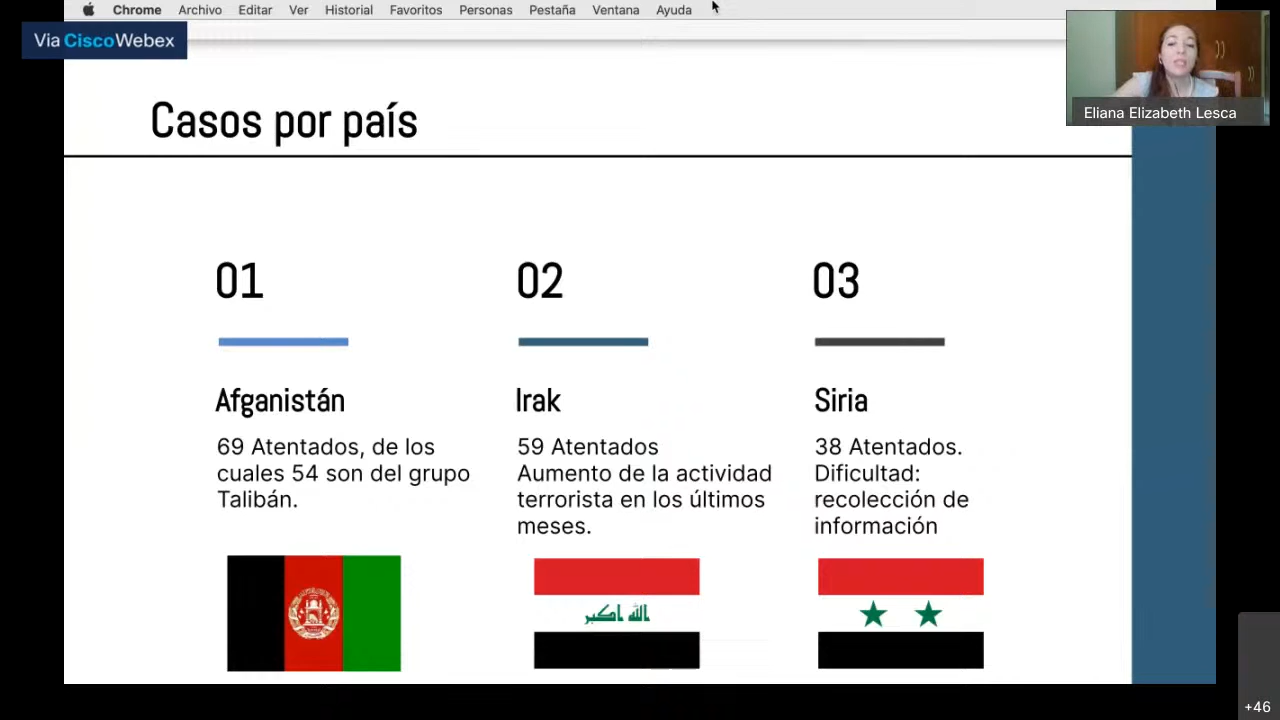 Chrome Archivo Editar Ver Historial Favoritos Personas Pestaña Ventana Ayuda
Via CiscoWebex
Eliana Elizabeth Lesca
Casos por país
01
02
03
Afganistán
69 Atentados, de los
cuales 54 son del grupo
Talibán.
Irak
59 Atentados
Aumento de la actividad
terrorista en los últimos
meses.
Siria
38 Atentados.
Dificultad:
recolección de
información
الله اكبر
+46